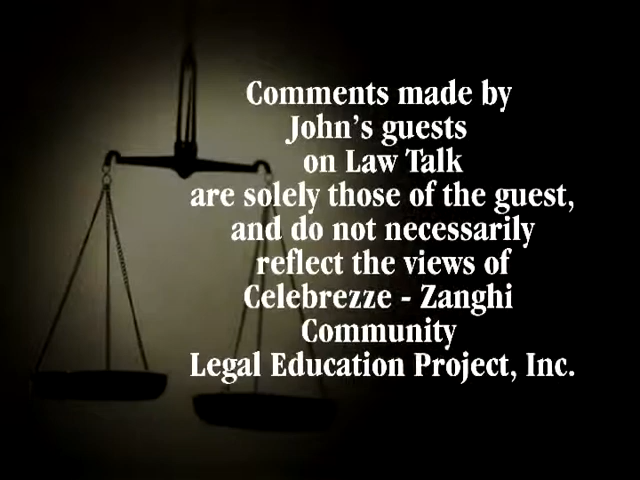 Comments made by
John's guests
on Law Talk
are solely those of the guest,
and do not necessarily
reflect the views of
Celebrezze - Zanghi
Community
Legal Education Project, Inc.